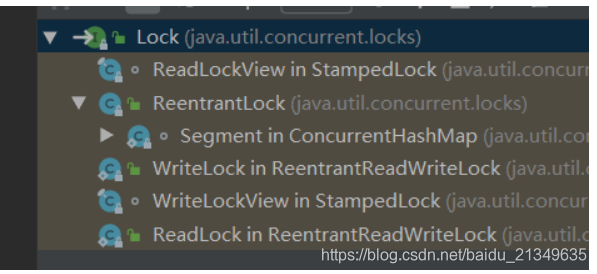 Lock (java.util.concurrent.locks)
ReadLockView in StampedLock (java.util.concurr
ReentrantLock (java.util.concurrent.locks)
Segment in ConcurrentHashMap (java.util.co
WriteLock in ReentrantReadWriteLock (java.util.
WriteLockView in StampedLock (java.util.concur
ReadLock in ReentrantReadWriteLock (java.util.c
https://blog.csdn.net/baidu_21349635